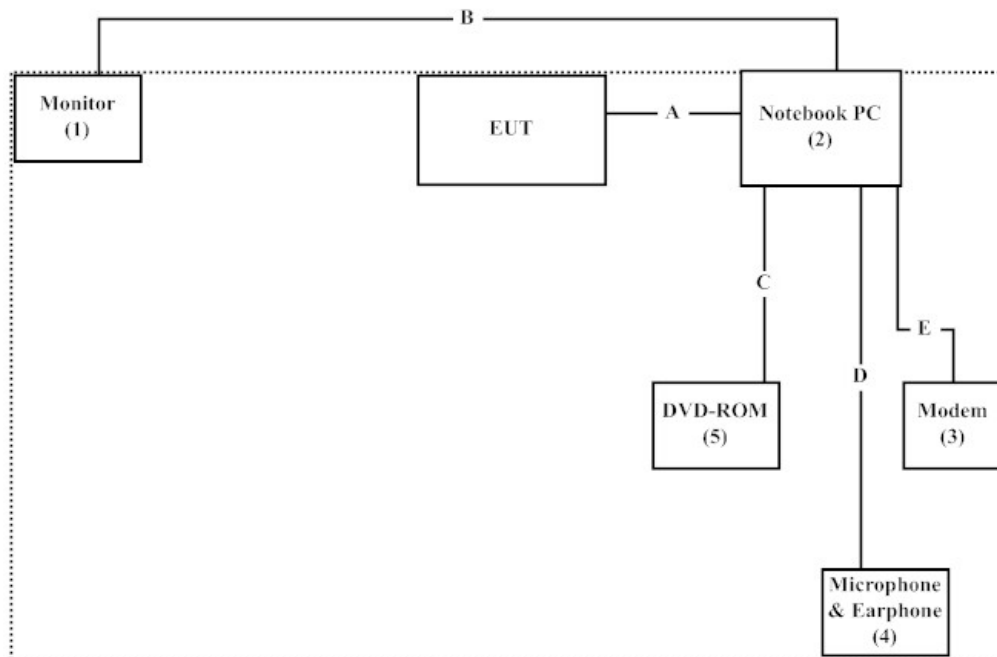 B
Monitor
(1)
EUT
A
Notebook PC
(2)
C
E
D
DVD-ROM
(5)
Modem
(3)
Microphone
& Earphone
(4)